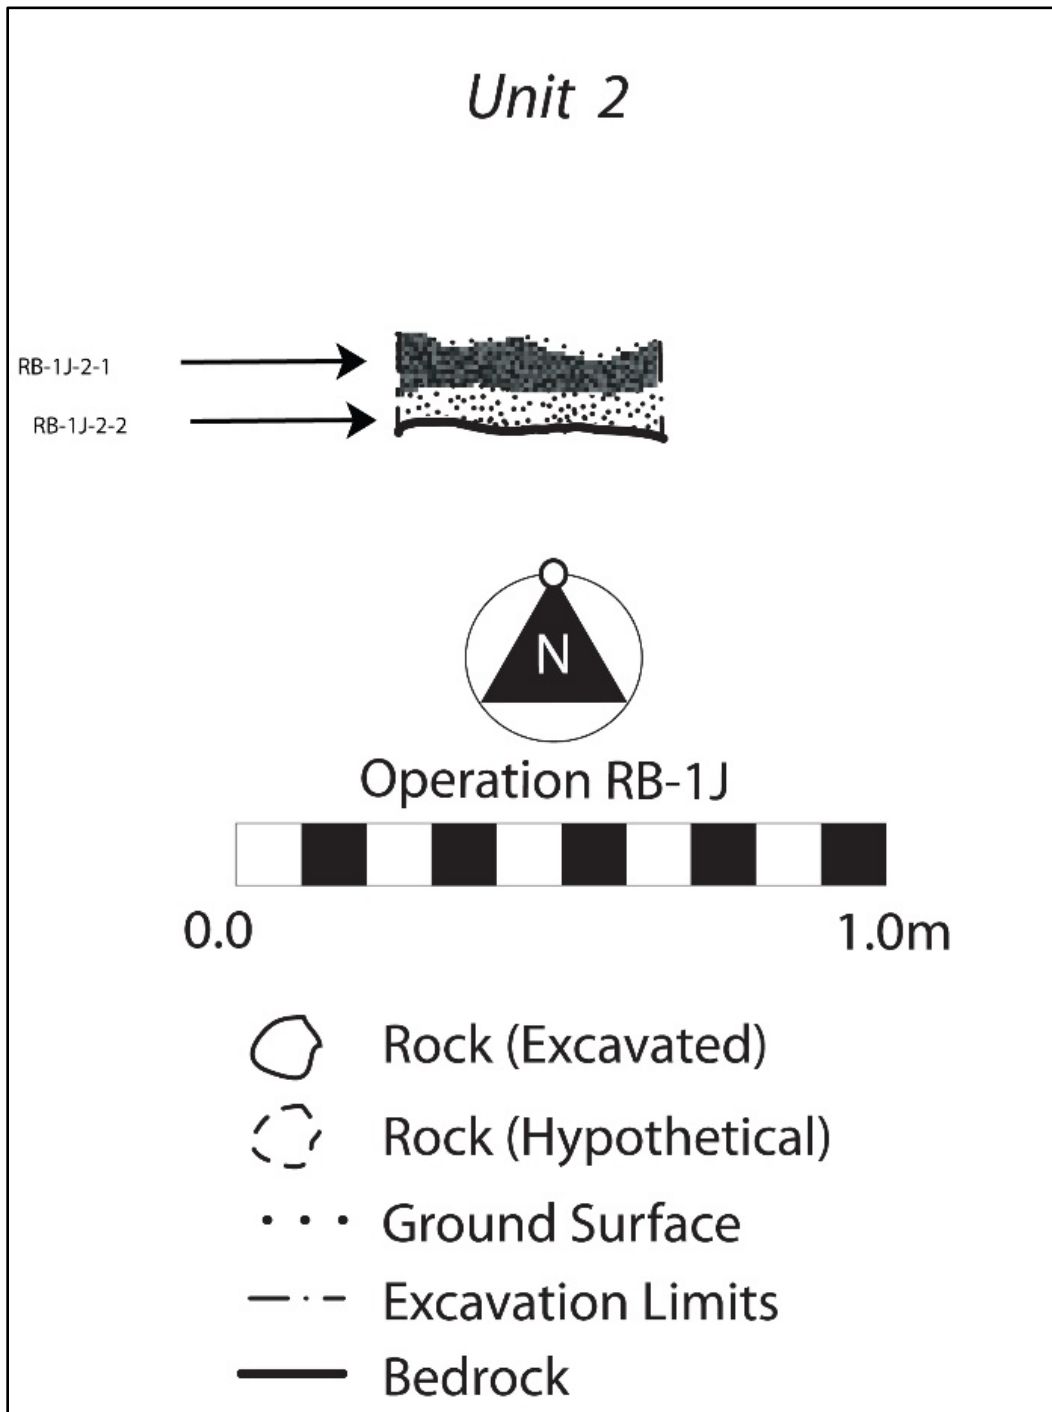 Unit 2
RB-1J-2-1
RB-1J-2-2
N
Operation RB-1J
0.0 1.0m
Rock (Excavated)
Rock (Hypothetical)
Ground Surface
Excavation Limits
Bedrock